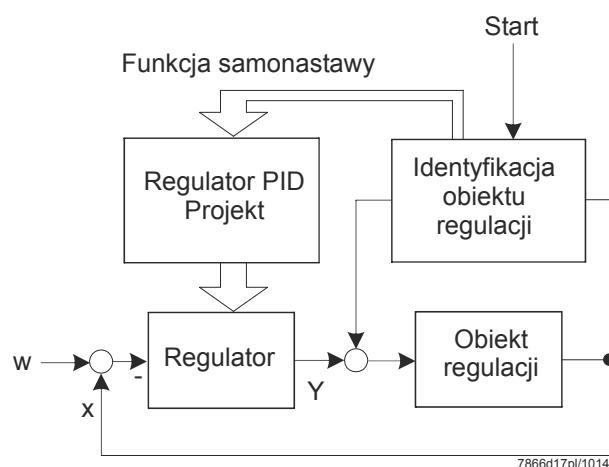 Start
Funkcja samonastawy
Regulator PID
Projekt
Identyfikacja
obiektu
regulacji
w
-
Regulator
Y
Obiekt
regulacji
x
7866d17pl/1014